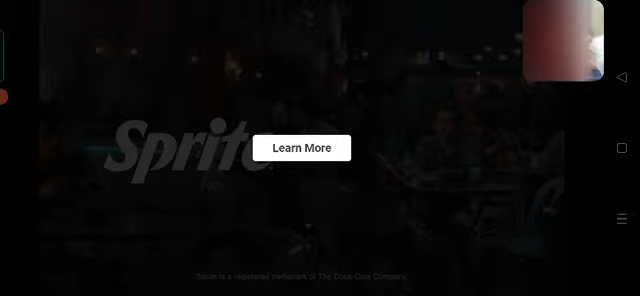 Sprite
Learn More
Sprite is a registered trademark of The Coca-Cola Company.